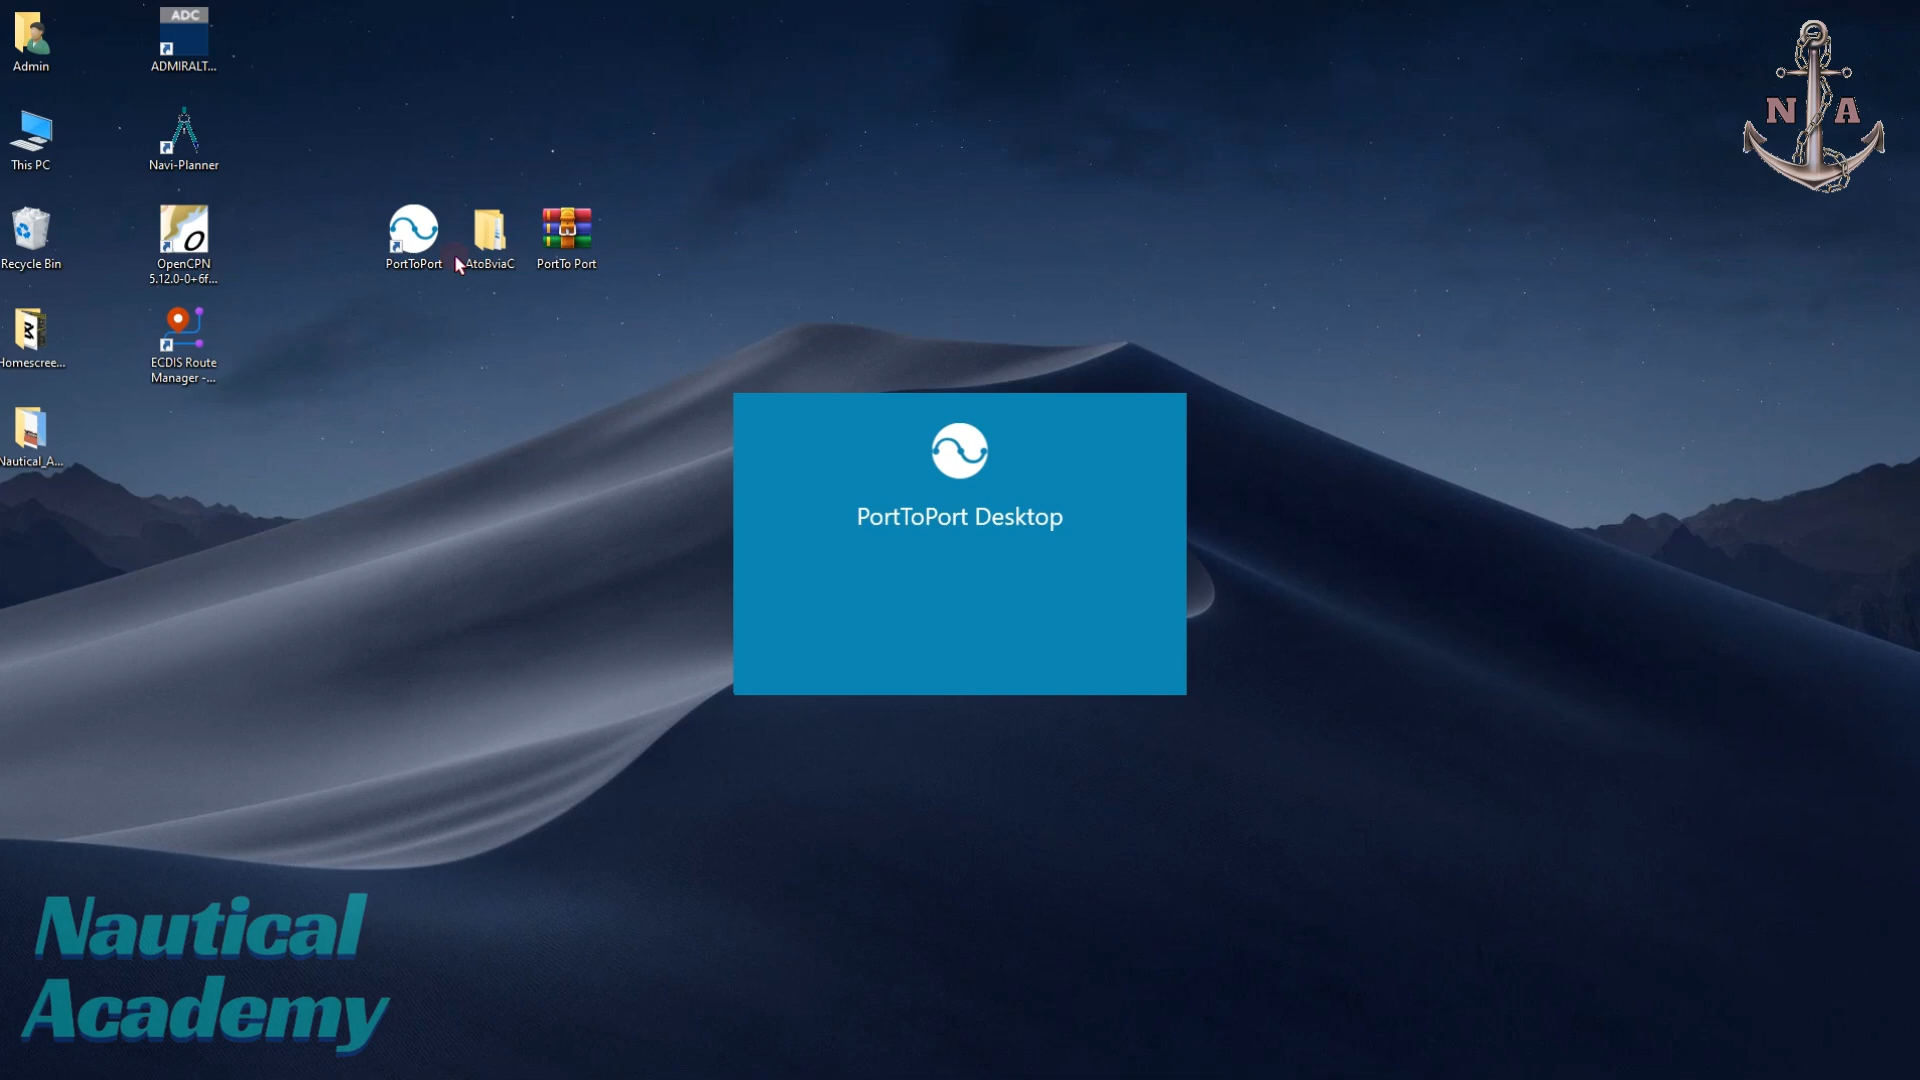 Admin
ADC
ADMIRALT...
N A
This PC
Navi-Planner
Recycle Bin
OpenCPN
5.12.0-0+6f...
PortToPort
AtoBviaC
PortTo Port
Homescree...
ECDIS Route
Manager -...
Nautical_A...
PortToPort Desktop
Nautical
Academy